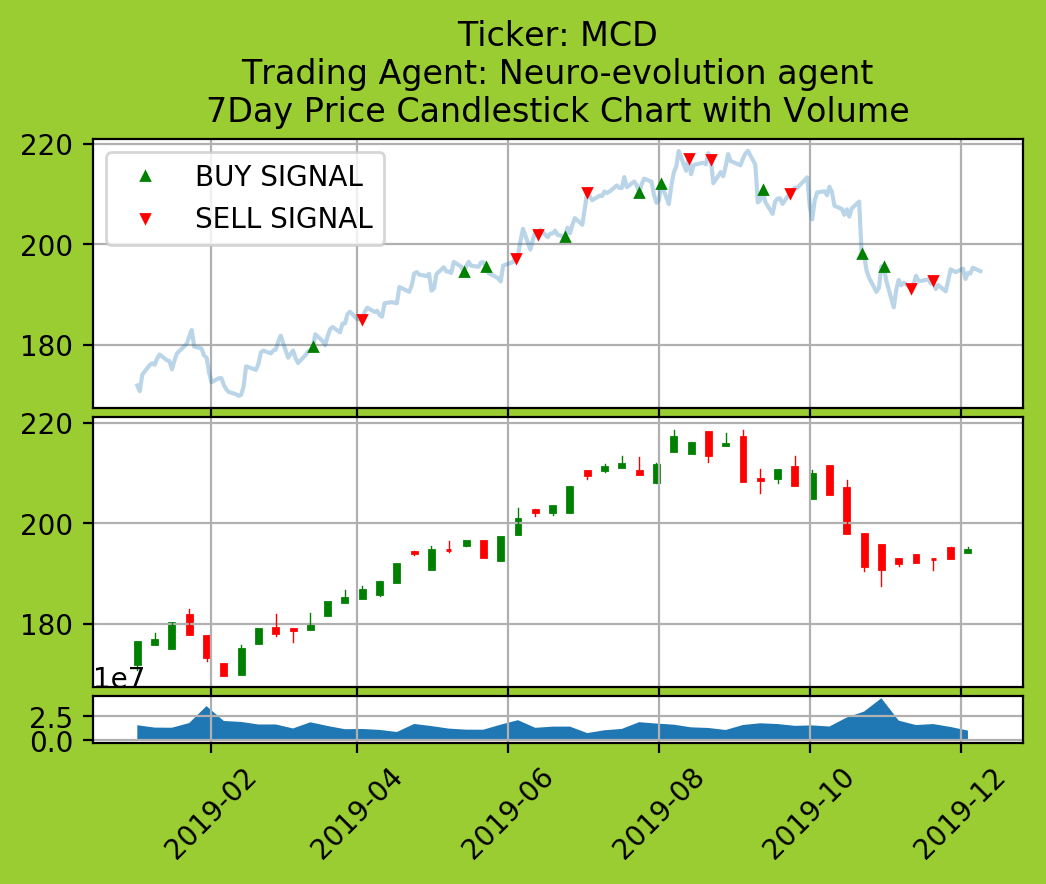 Ticker: MCD
Trading Agent: Neuro-evolution agent
7Day Price Candlestick Chart with Volume
220
200
180
BUY SIGNAL
SELL SIGNAL
220
200
180
1e7
2.5
0.0
2019-02
2019-04
2019-06
2019-08
2019-10
2019-12